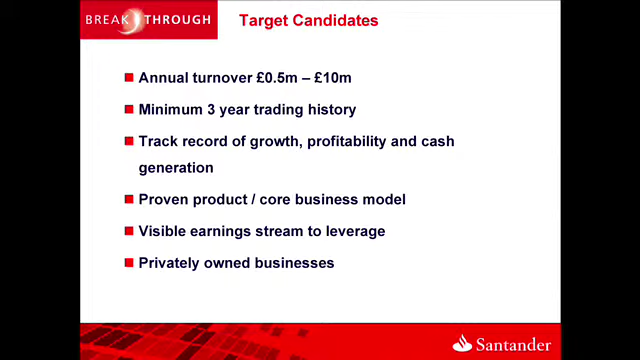 BREAKTHROUGH
Target Candidates
Annual turnover £0.5m – £10m
Minimum 3 year trading history
Track record of growth, profitability and cash
generation
Proven product / core business model
Visible earnings stream to leverage
Privately owned businesses
Santander